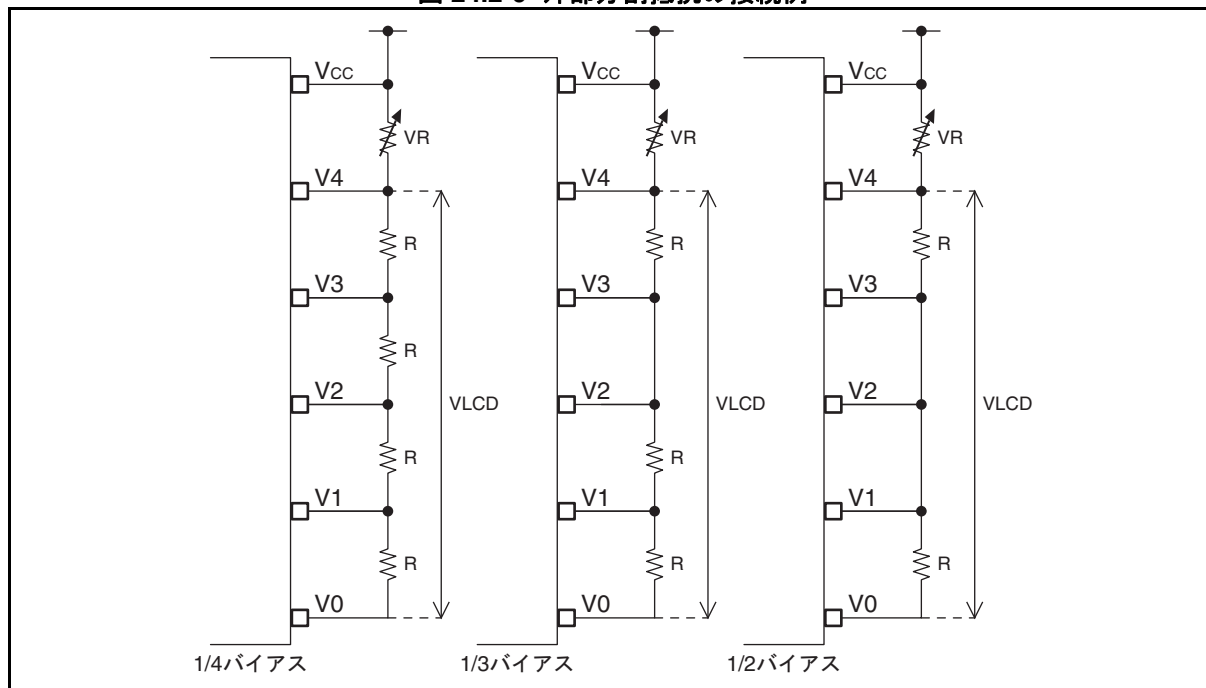 VCC
VR
V4
R
V3
R
V2
VLCD
R
V1
R
V0
1/4バイアス
VCC
VR
V4
R
V3
V2
VLCD
R
V1
R
V0
1/3バイアス
VCC
VR
V4
R
V3
V2
VLCD
V1
R
V0
1/2バイアス